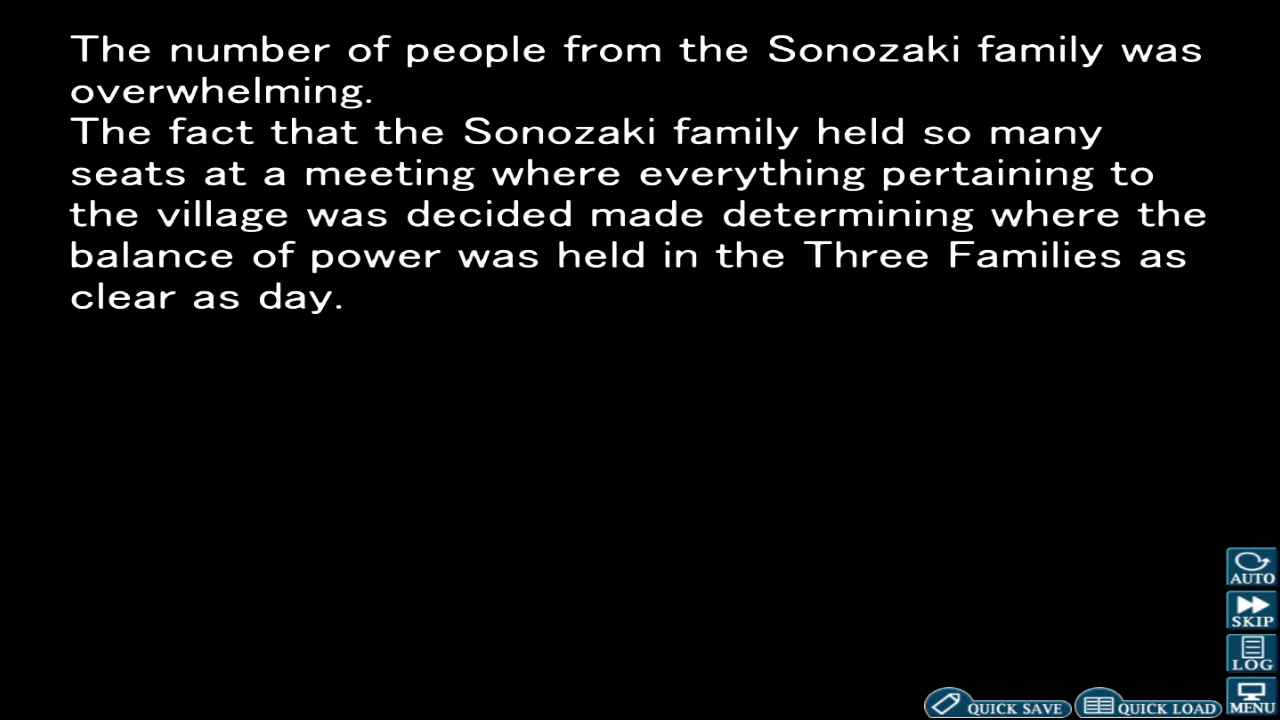 The number of people from the Sonozaki family was
overwhelming.
The fact that the Sonozaki family held so many
seats at a meeting where everything pertaining to
the village was decided made determining where the
balance of power was held in the Three Families as
clear as day.
AUTO
SKIP
LOG
MENU
QUICK SAVE
QUICK LOAD